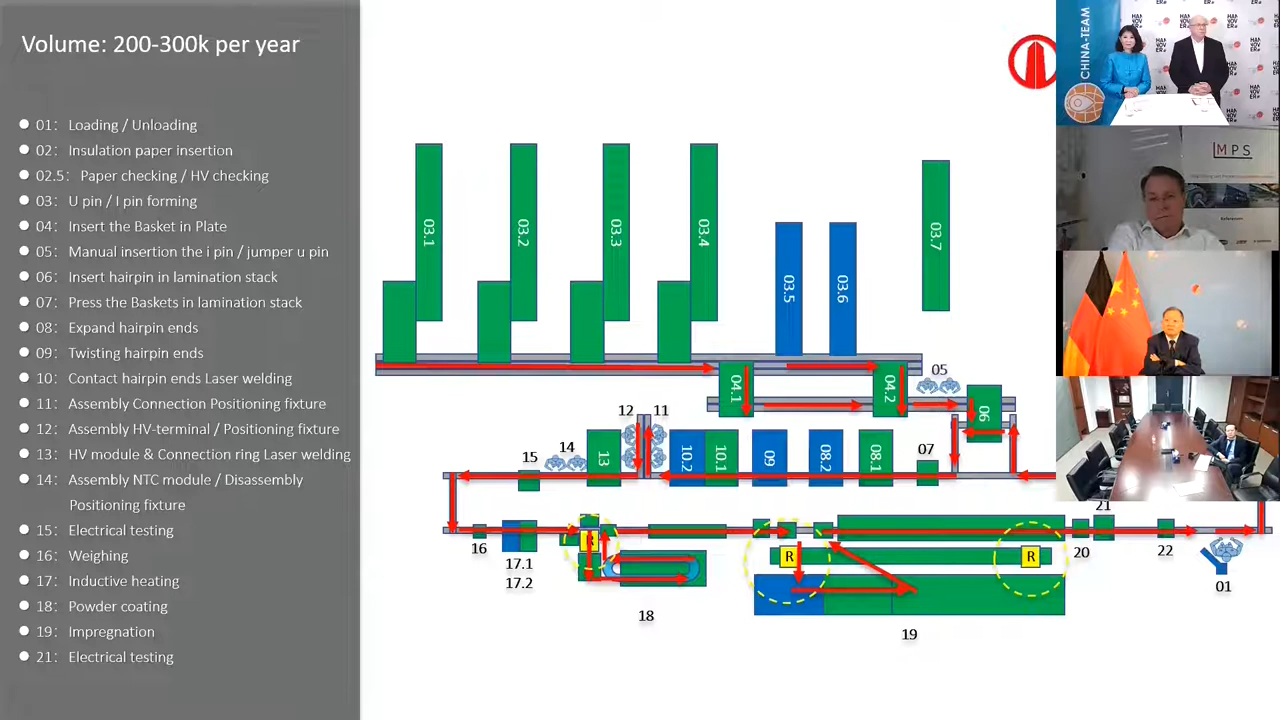 Volume: 200-300k per year
01: Loading / Unloading
02: Insulation paper insertion
02.5: Paper checking / HV checking
03: U pin / I pin forming
04: Insert the Basket in Plate
05: Manual insertion the i pin / jumper u pin
06: Insert hairpin in lamination stack
07: Press the Baskets in lamination stack
08: Expand hairpin ends
09: Twisting hairpin ends
10: Contact hairpin ends Laser welding
11: Assembly Connection Positioning fixture
12: Assembly HV-terminal / Positioning fixture
13: HV module & Connection ring Laser welding
14: Assembly NTC module / Disassembly
Positioning fixture
15: Electrical testing
16: Weighing
17: Inductive heating
18: Powder coating
19: Impregnation
21: Electrical testing
03.1
03.2
03.3
03.4
03.5
03.6
03.7
04.1
04.2
05
06
12
11
15
14
13
10.2
10.1
09
08.2
08.1
07
21
16
17.1
17.2
R
R
R
18
19
20
22
01
CHINA-TEAM
HAN
NOV
ER
MPS